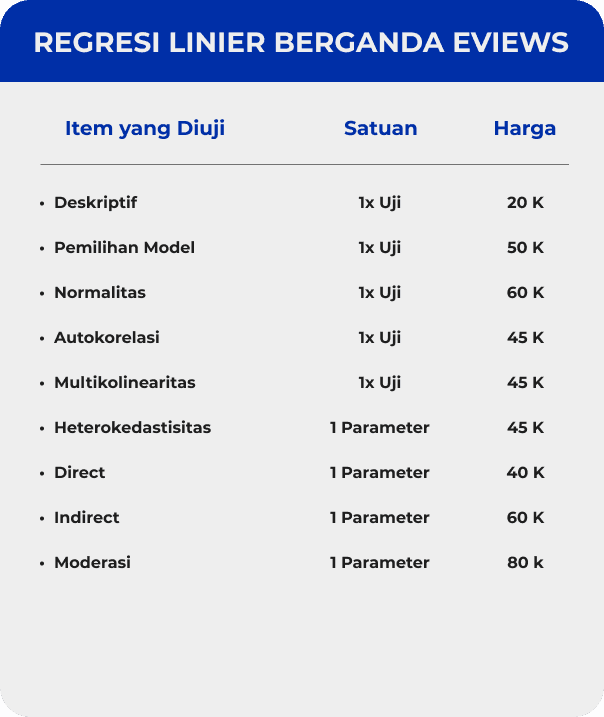 REGRESI LINIER BERGANDA EVIEWS
Item yang Diuji Satuan Harga
• Deskriptif 1x Uji 20 K
• Pemilihan Model 1x Uji 50 K
• Normalitas 1x Uji 60 K
• Autokorelasi 1x Uji 45 K
• Multikolinearitas 1x Uji 45 K
• Heterokedastisitas 1 Parameter 45 K
• Direct 1 Parameter 40 K
• Indirect 1 Parameter 60 K
• Moderasi 1 Parameter 80 k